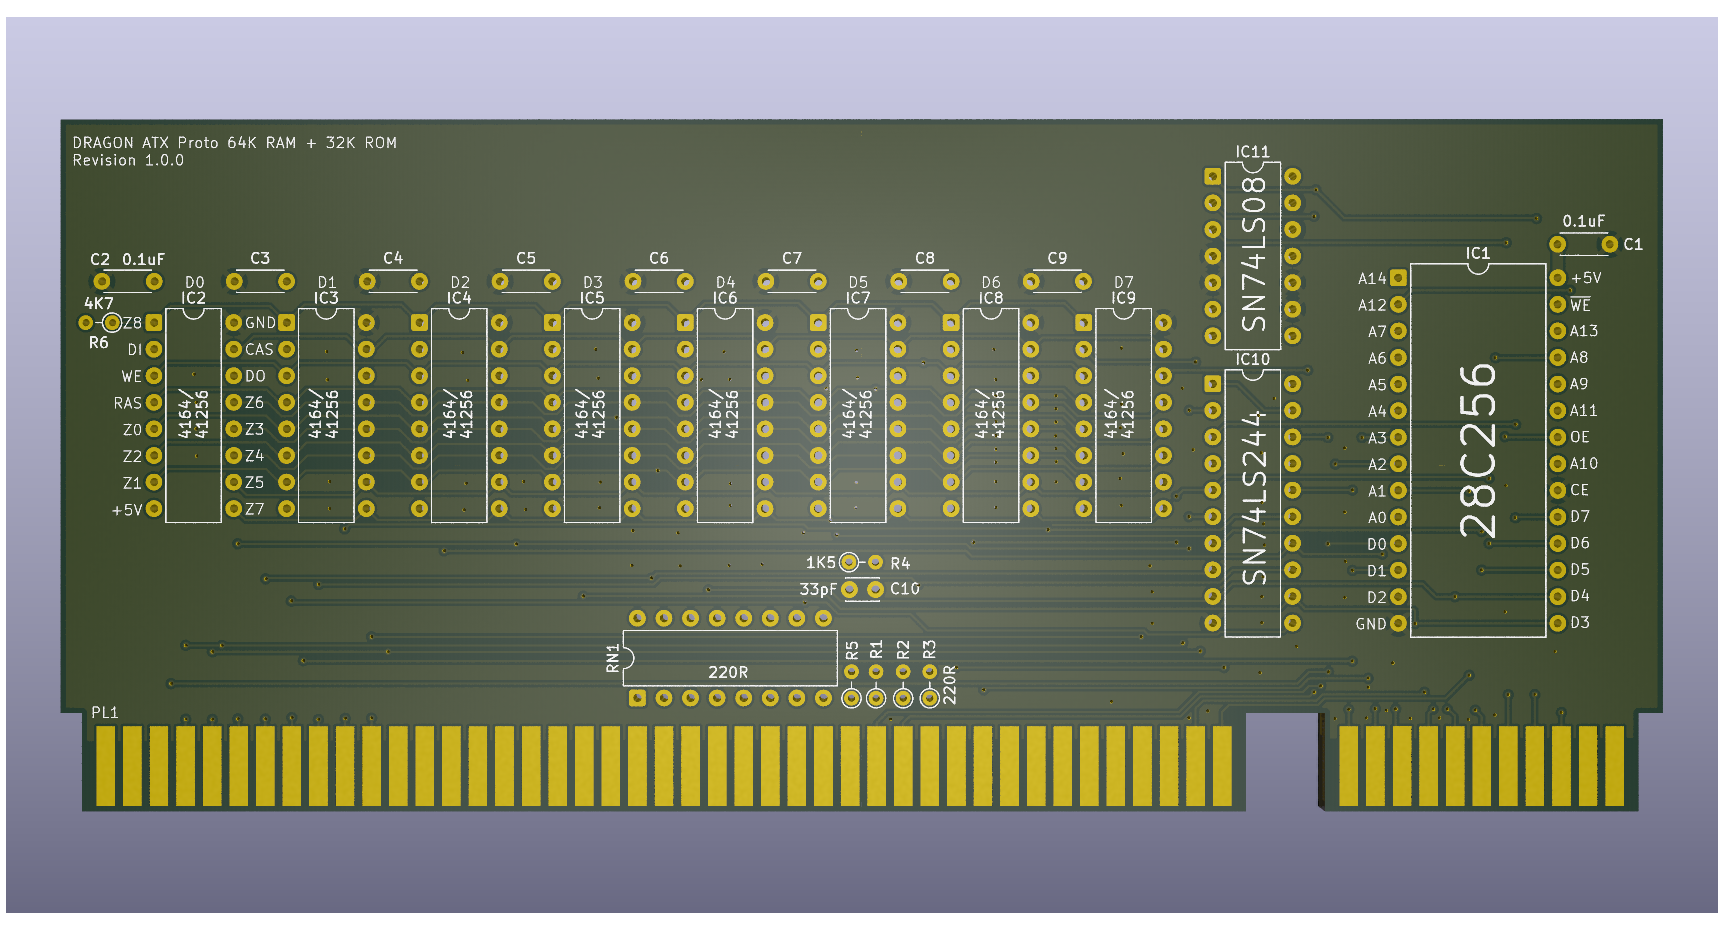 DRAGON ATX Proto 64K RAM + 32K ROM
Revision 1.0.0
IC11
SN74LS08
0.1uF
C1
C2 0.1uF
C3
C4
C5
C6
C7
C8
C9
D0
IC2
D1
IC3
D2
IC4
D3
IC5
D4
IC6
D5
IC7
D6
IC8
D7
IC9
4K7
R6
Z8
DI
WE
RAS
Z0
Z2
Z1
+5V
GND
CAS
DO
Z6
Z3
Z4
Z5
Z7
4164/
41256
4164/
41256
4164/
41256
4164/
41256
4164/
41256
4164/
41256
4164/
41256
4164/
41256
IC10
SN74LS244
IC1
28C256
A14
A12
A7
A6
A5
A4
A3
A2
A1
A0
D0
D1
D2
GND
+5V
WE
A13
A8
A9
A11
OE
A10
CE
D7
D6
D5
D4
D3
1K5
R4
33pF
C10
RN1
220R
R5
R1
R2
R3
220R
PL1